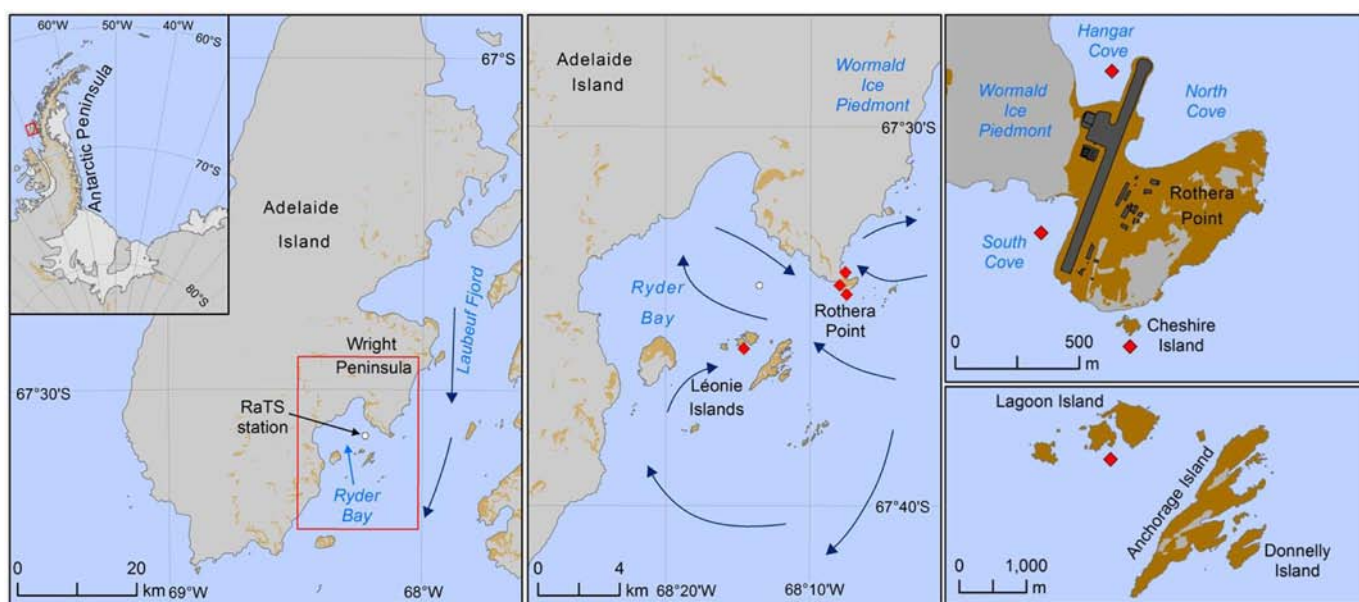 60°W
50°W
40°W
60°S
Antarctic Peninsula
70°S
80°S
67°S
Adelaide
Island
Laubeuf Fjord
Wright
Peninsula
67°30'S
RaTS
station
Ryder
Bay
0
20
km
69°W
68°W
Adelaide
Island
Wormald
Ice
Piedmont
67°30'S
Ryder
Bay
Rothera
Point
Léonie
Islands
67°40'S
0
4
km
68°20'W
68°10'W
Hangar
Cove
Wormald
Ice
Piedmont
North
Cove
Rothera
Point
South
Cove
0
500
m
Cheshire
Island
Lagoon Island
Anchorage Island
Donnelly
Island
0
1,000
m